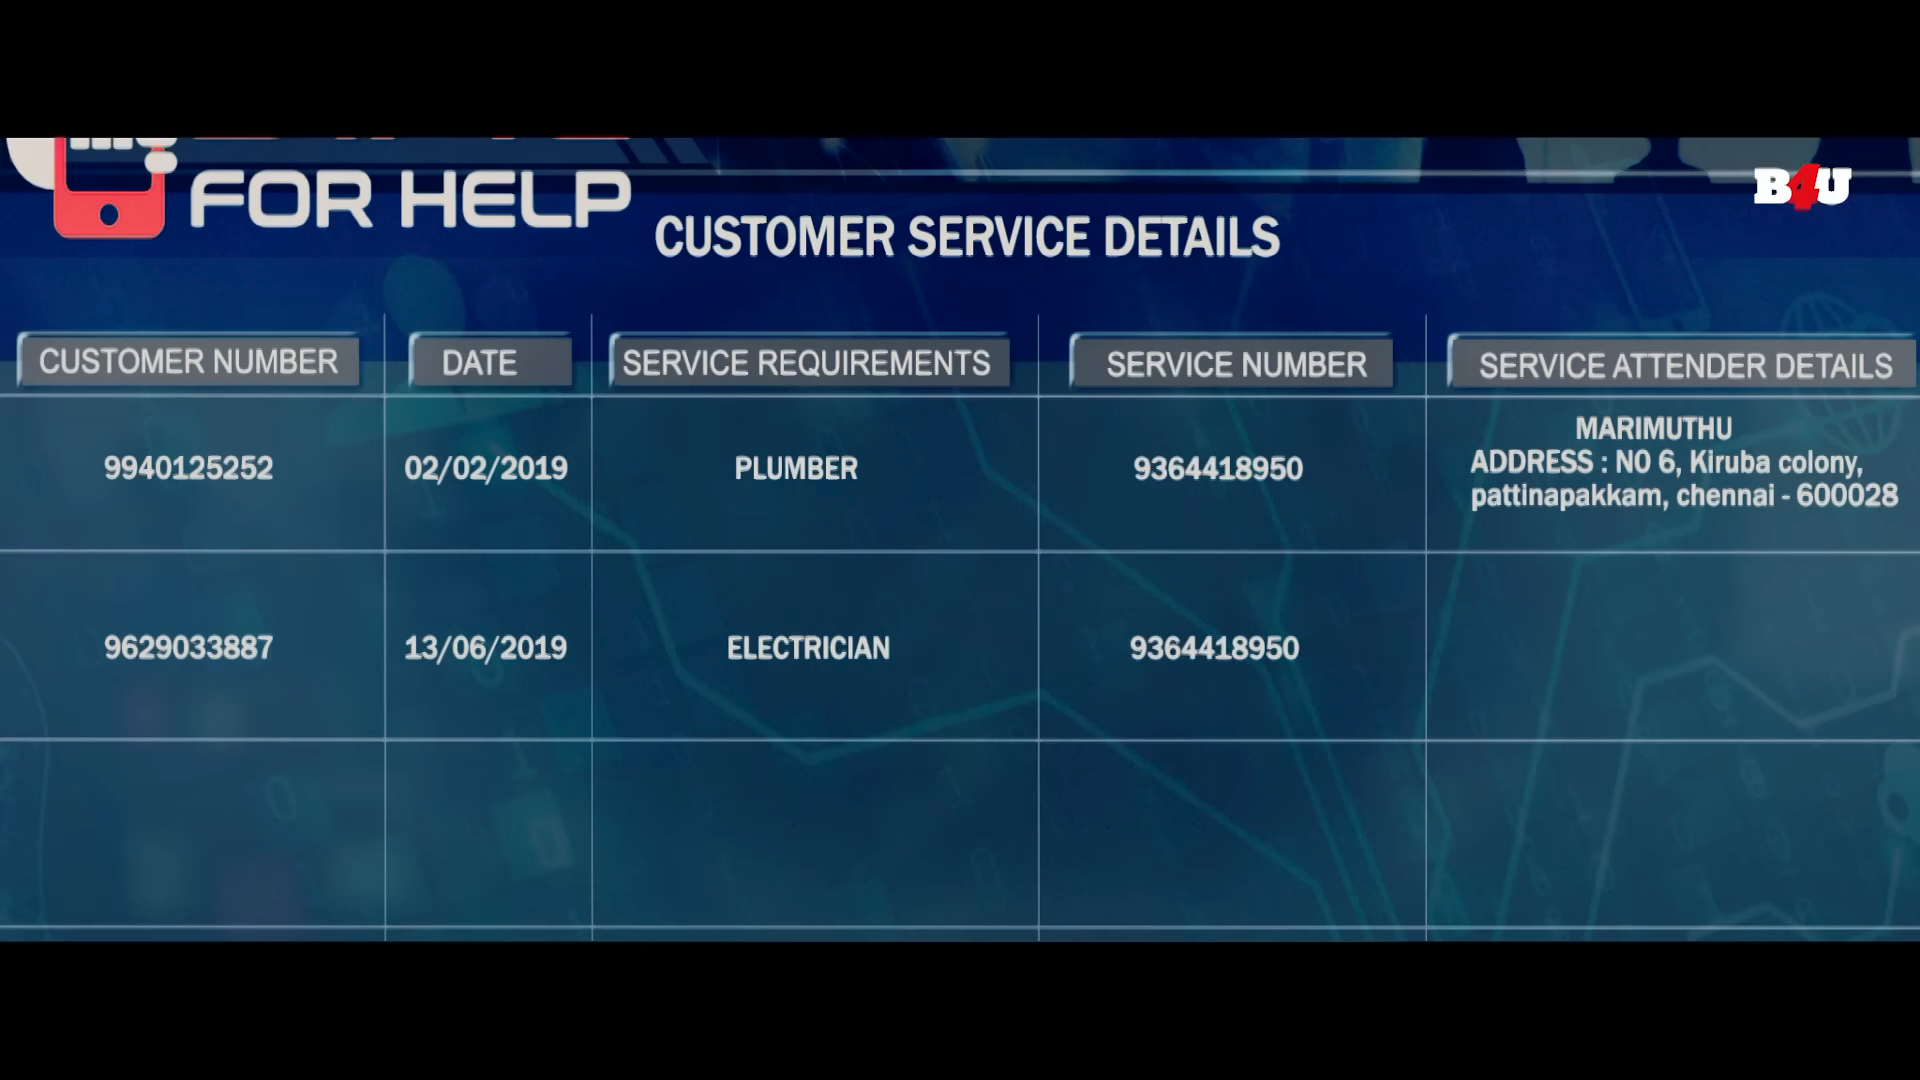 FOR HELP
B4U
CUSTOMER SERVICE DETAILS
CUSTOMER NUMBER DATE SERVICE REQUIREMENTS SERVICE NUMBER SERVICE ATTENDER DETAILS
9940125252 02/02/2019 PLUMBER 9364418950
MARIMUTHU
ADDRESS : NO 6, Kiruba colony,
pattinapakkam, chennai - 600028
9629033887 13/06/2019 ELECTRICIAN 9364418950